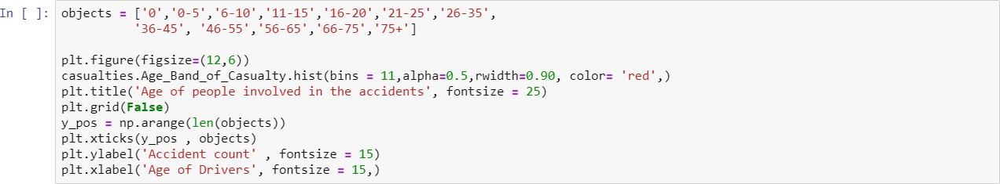 In [ ]: objects = ['0','0-5','6-10','11-15','16-20','21-25','26-35',
'36-45', '46-55','56-65','66-75','75+']
plt.figure(figsize=(12,6))
casualties.Age_Band_of_Casualty.hist(bins = 11,alpha=0.5,rwidth=0.90, color= 'red',)
plt.title('Age of people involved in the accidents', fontsize = 25)
plt.grid(False)
y_pos = np.arange(len(objects))
plt.xticks(y_pos , objects)
plt.ylabel('Accident count' , fontsize = 15)
plt.xlabel('Age of Drivers', fontsize = 15,)